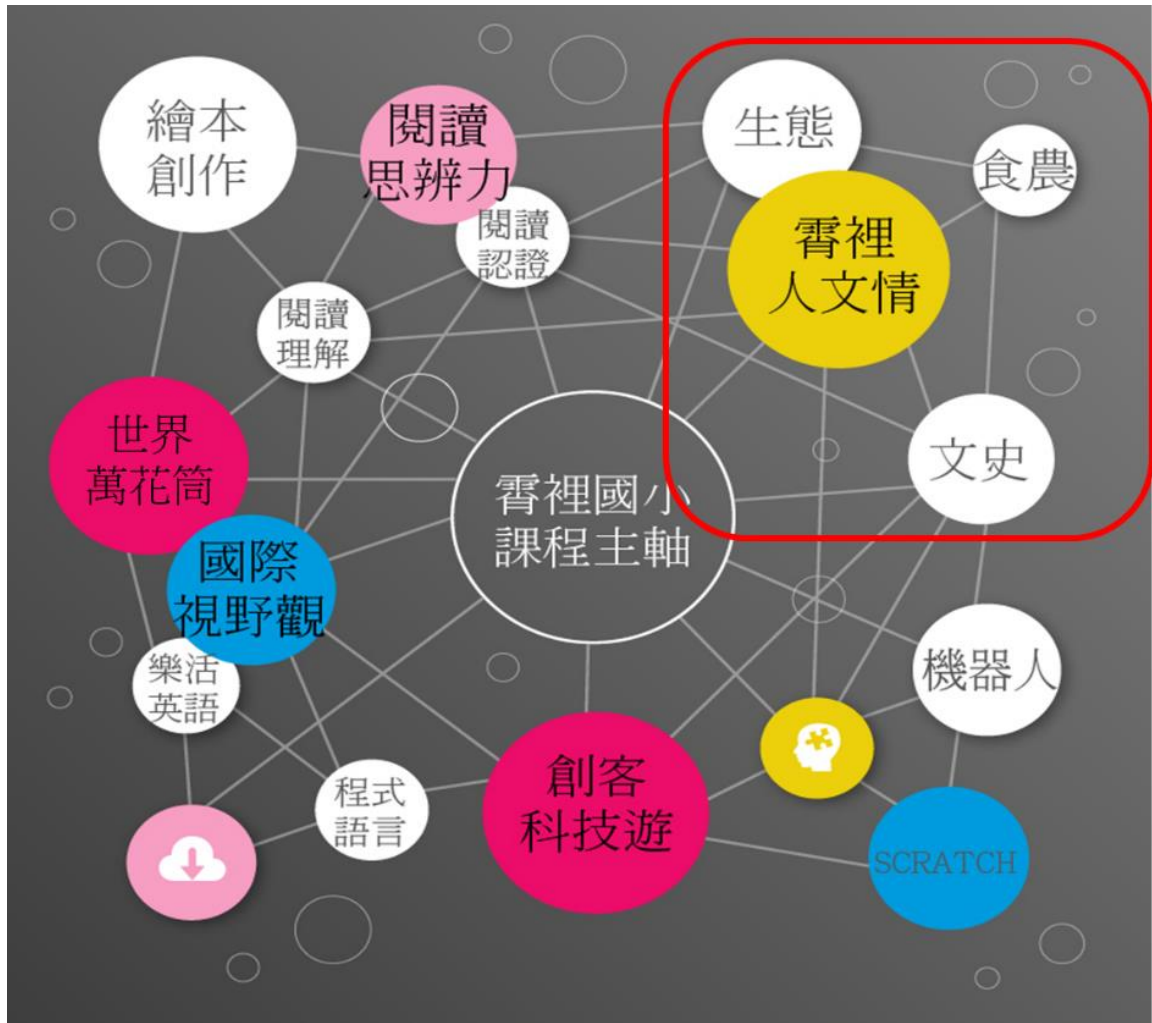 繪本
創作
閱讀
思辨力
閱讀
認證
閱讀
理解
生態
食農
霄裡
人文情
文史
世界
萬花筒
國際
視野觀
樂活
英語
霄裡國小
課程主軸
機器人
程式
語言
創客
科技遊
SCRATCH